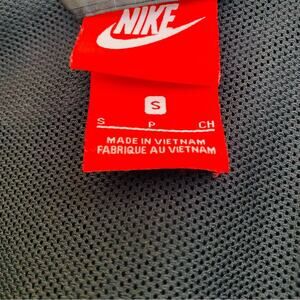 NIKE
S
S P CH
MADE IN VIETNAM
FABRIQUE AU VIETNAM